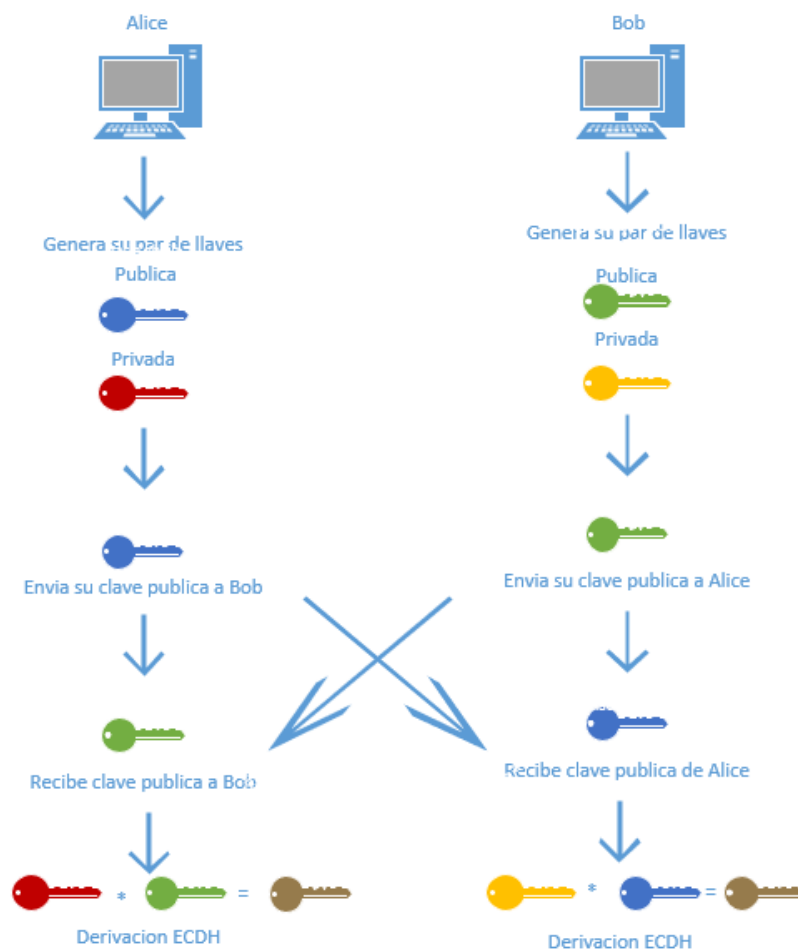 Alice
Bob
Genera su par de llaves
Genera su par de llaves
Publica
Publica
Privada
Privada
Envia su clave publica a Bob
Envia su clave publica a Alice
Recibe clave publica a Bob
Recibe clave publica de Alice
* =
* =
Derivacion ECDH
Derivacion ECDH